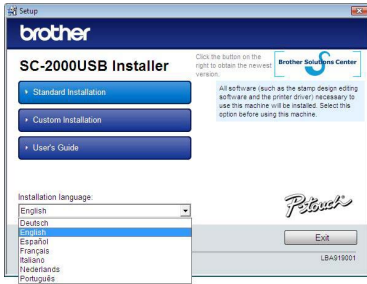 Setup
brother
SC-2000USB Installer
Click the button on the
right to obtain the newest
version.
Brother Solutions Center
Standard Installation
Custom Installation
User's Guide
All software (such as the stamp design editing
software and the printer driver) necessary to
use this machine will be installed. Select this
option before using this machine.
Installation language:
English
Deutsch
English
Español
Français
Italiano
Nederlands
Português
P-touch
Exit
LBA919001